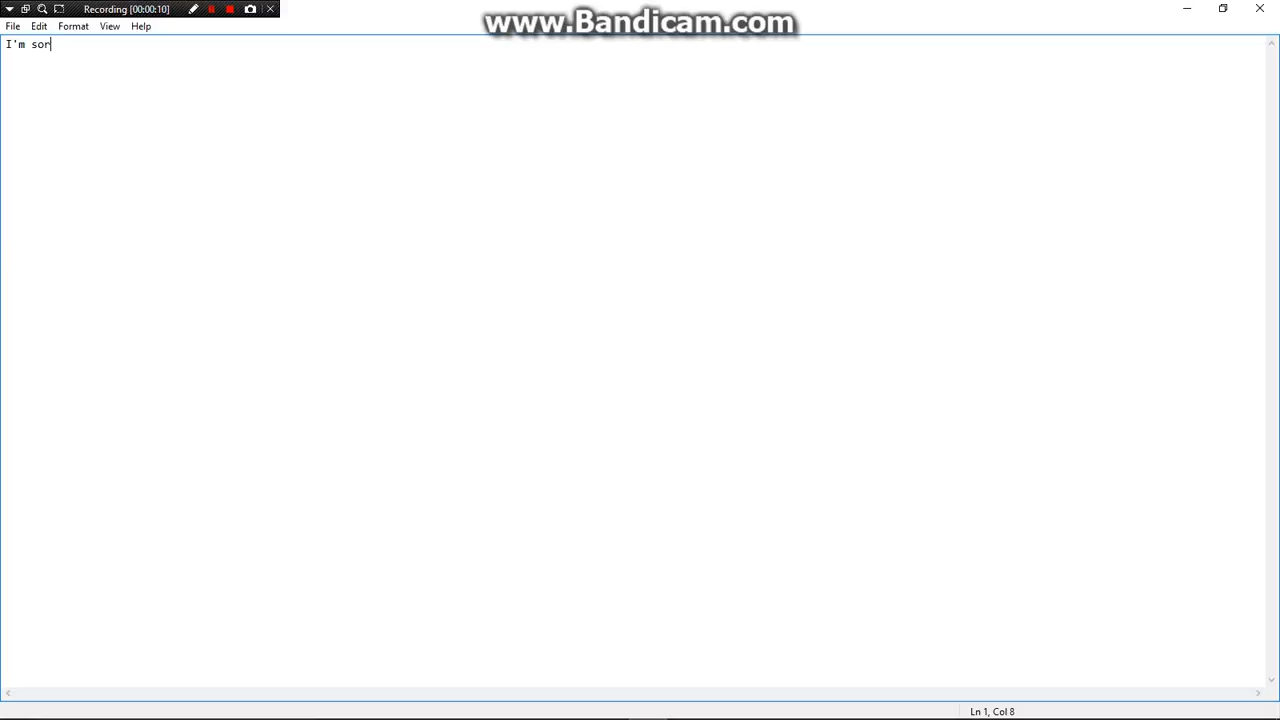 Recording [00:00:10]
www.Bandicam.com
File Edit Format View Help
I'm sor
Ln 1, Col 8